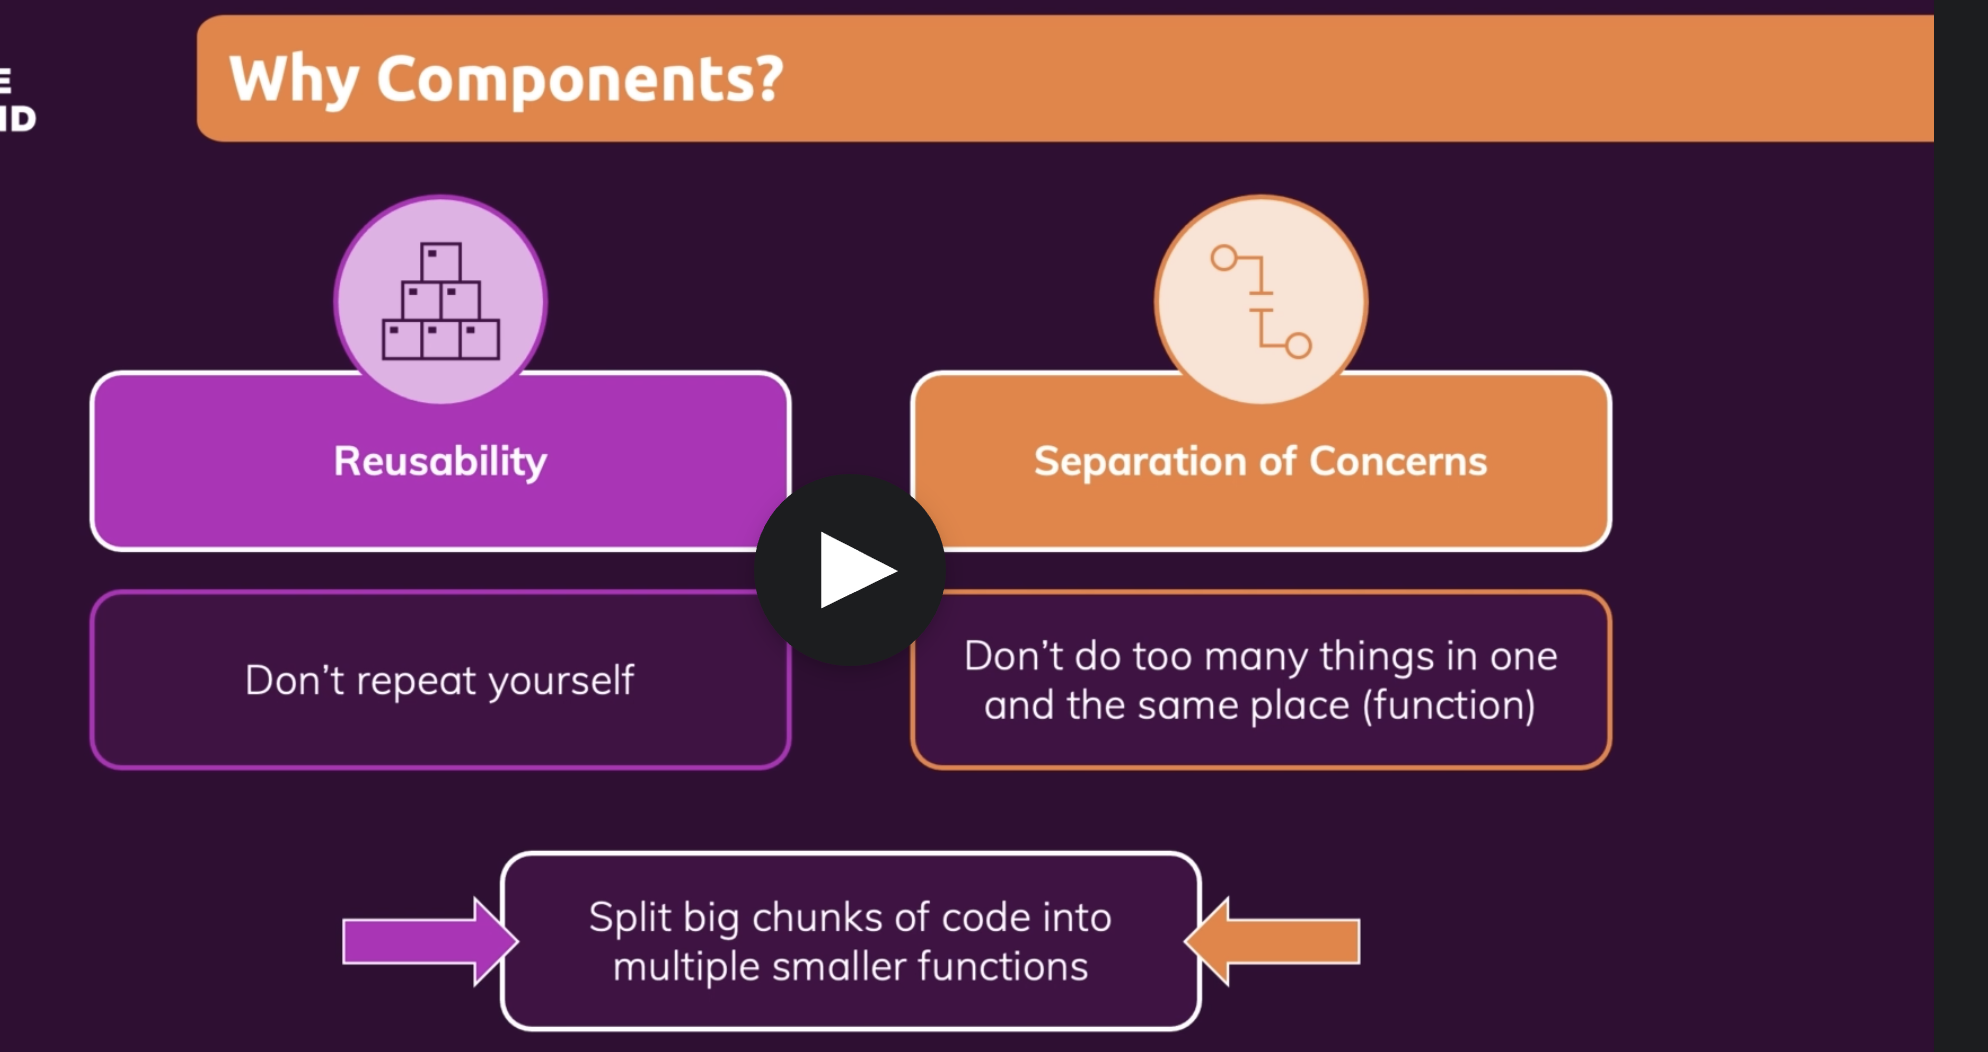 Why Components?
Reusability
Separation of Concerns
Don't repeat yourself
Don't do too many things in one
and the same place (function)
Split big chunks of code into
multiple smaller functions